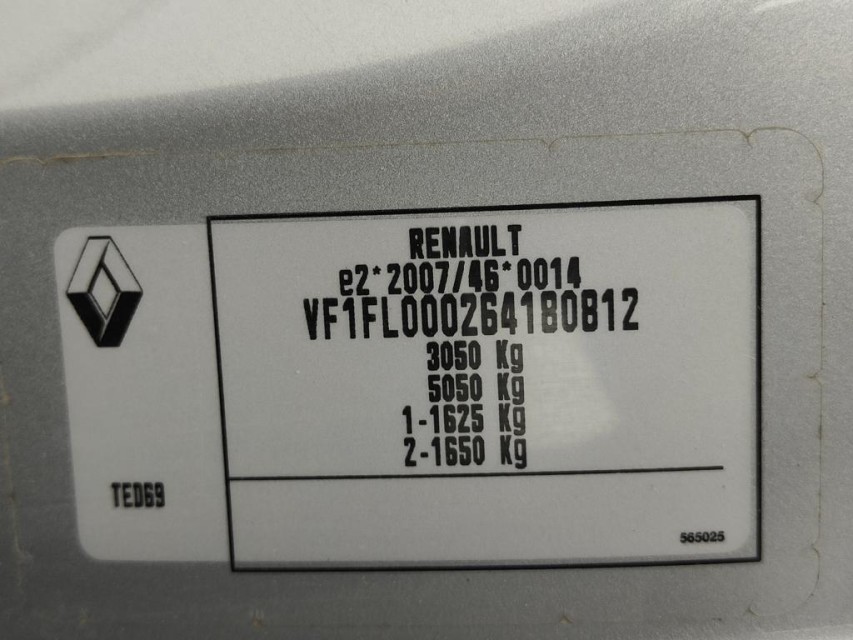 RENAULT
e2*2007/46*0014
VF1FL000264180812
3050 Kg
5050 Kg
1-1625 Kg
2-1650 Kg
TED69
565025